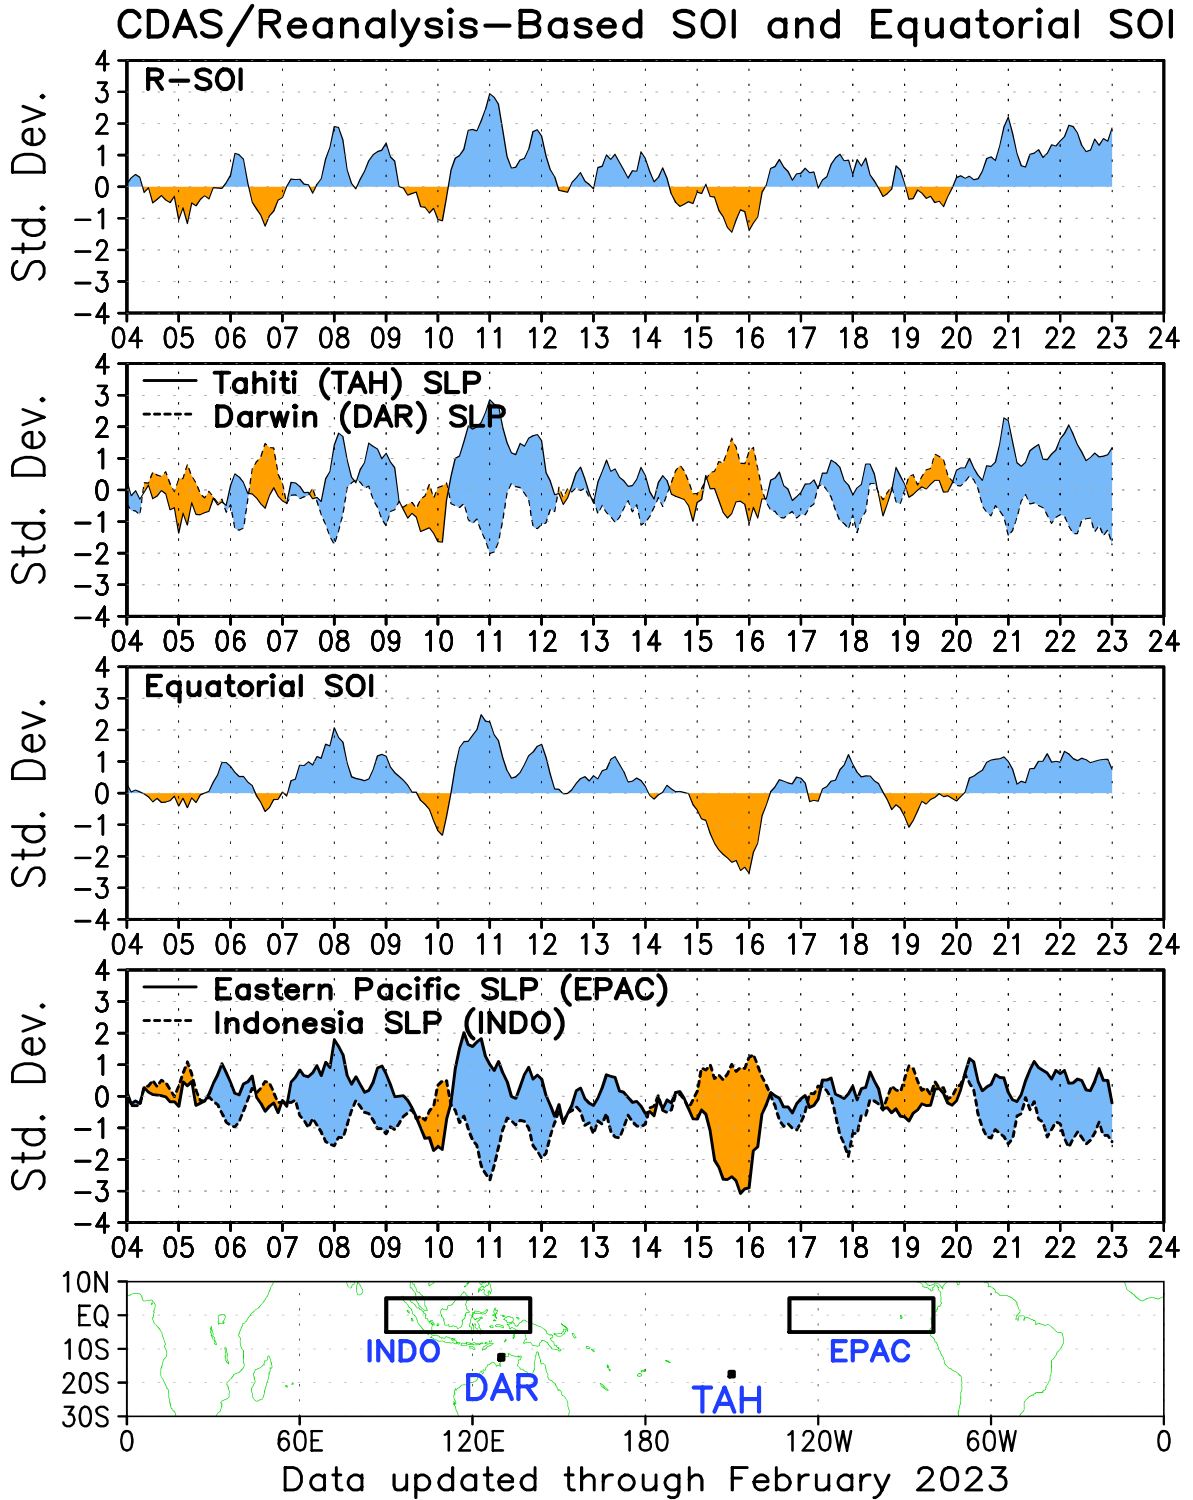 CDAS/Reanalysis-Based SOI and Equatorial SOI
R-SOI
Std. Dev.
4
3
2
1
0
-1
-2
-3
-4
04 05 06 07 08 09 10 11 12 13 14 15 16 17 18 19 20 21 22 23 24
Tahiti (TAH) SLP
Darwin (DAR) SLP
Std. Dev.
4
3
2
1
0
-1
-2
-3
-4
04 05 06 07 08 09 10 11 12 13 14 15 16 17 18 19 20 21 22 23 24
Equatorial SOI
Std. Dev.
4
3
2
1
0
-1
-2
-3
-4
04 05 06 07 08 09 10 11 12 13 14 15 16 17 18 19 20 21 22 23 24
Eastern Pacific SLP (EPAC)
Indonesia SLP (INDO)
Std. Dev.
4
3
2
1
0
-1
-2
-3
-4
04 05 06 07 08 09 10 11 12 13 14 15 16 17 18 19 20 21 22 23 24
10N
EQ
10S
20S
30S
INDO
EPAC
DAR
TAH
0 60E 120E 180 120W 60W 0
Data updated through February 2023